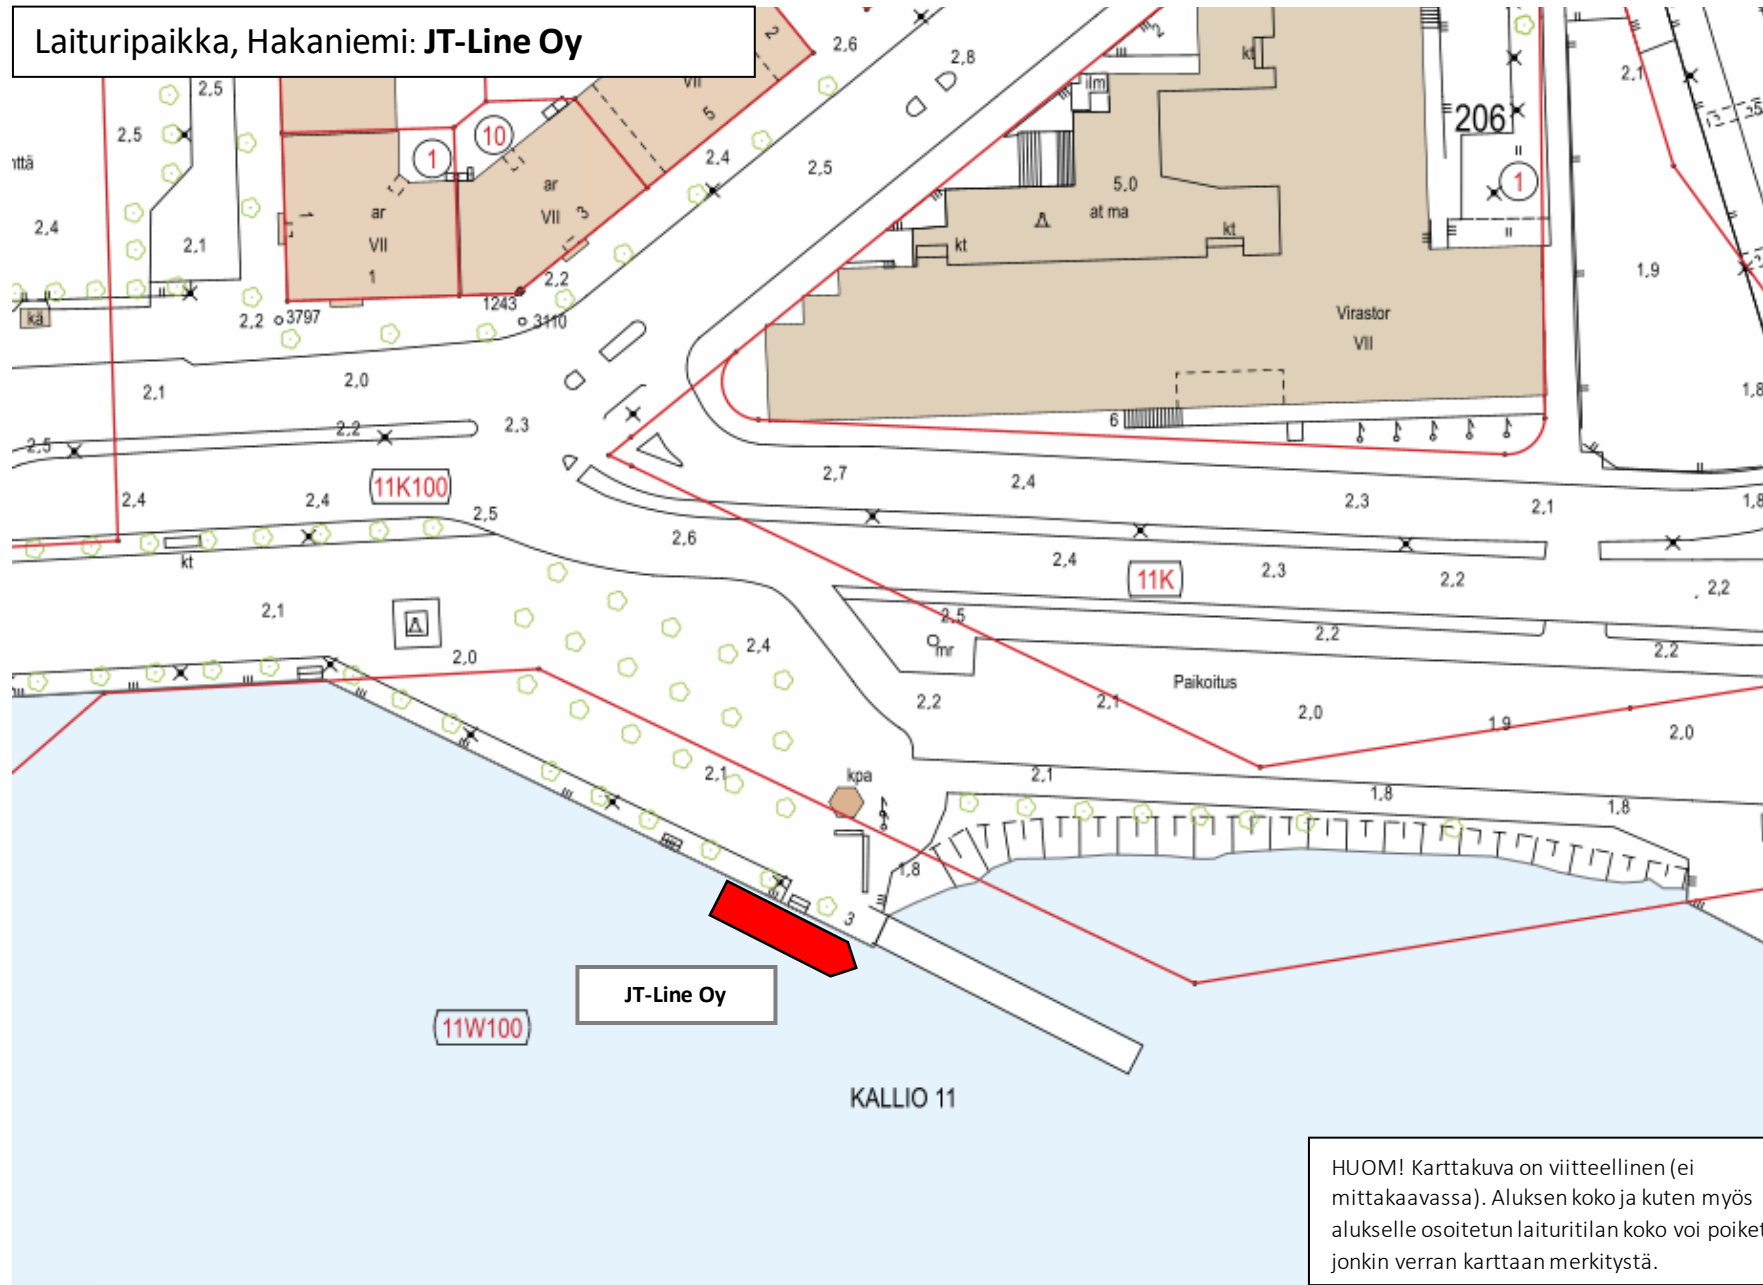 Laituripaikka, Hakaniemi: JT-Line Oy
2,6
2,8
kt
ilm
2,1
2,5
2,5
VII
2
5
2,4
2,5
206
1
10
1
5,0
at ma
kt
kt
ar
VII
1
1
ar
VII
3
2,4
2,1
2,2
1,9
kä
2,2
3797
1243
3110
Virastor
VII
2,1
2,0
1,8
2,2
2,3
6
2,5
11K100
2,4
2,4
2,5
2,7
2,4
2,3
2,1
1,8
2,6
kt
2,4
11K
2,3
2,2
2,2
2,1
2,5
mr
2,2
2,2
2,4
2,0
Paikoitus
2,2
2,1
2,0
1,9
2,0
2,1
kpa
2,1
1,8
1,8
1,8
3
JT-Line Oy
11W100
KALLIO 11
HUOM! Karttakuva on viitteellinen (ei
mittakaavassa). Aluksen koko ja kuten myös
alukselle osoitetun laituritilan koko voi poiket
jonkin verran karttaan merkitystä.